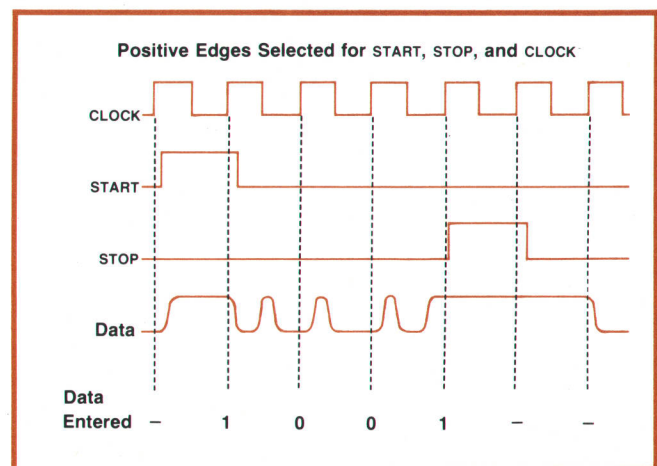 Positive Edges Selected for START, STOP, and CLOCK
CLOCK
START
STOP
Data
Data
Entered – 1 0 0 1 – –